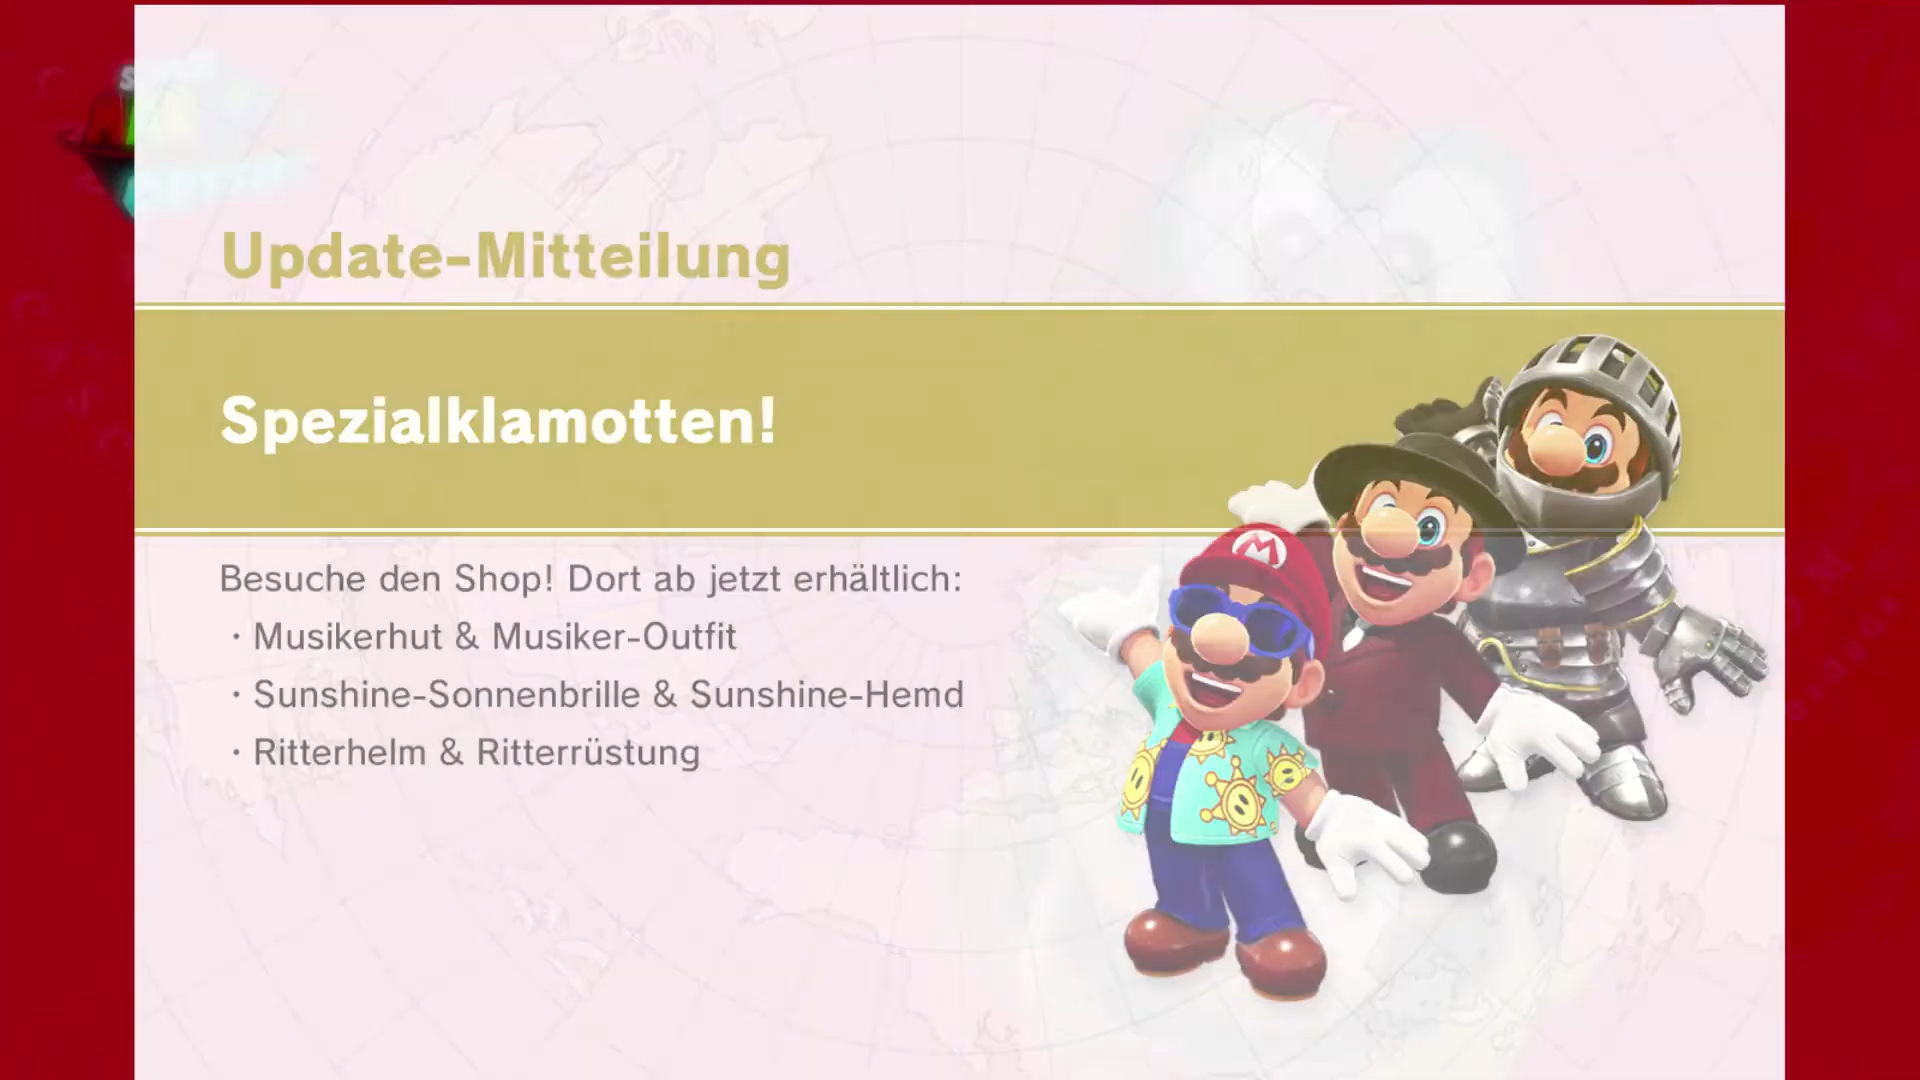 Update-Mitteilung
Spezialklamotten!
Besuche den Shop! Dort ab jetzt erhältlich:
· Musikerhut & Musiker-Outfit
· Sunshine-Sonnenbrille & Sunshine-Hemd
· Ritterhelm & Ritterrüstung
M